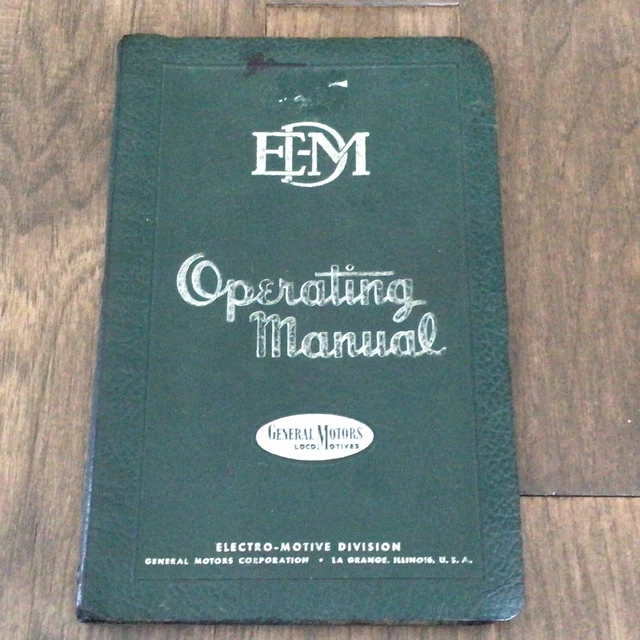 EMD
Operating
Manual
GENERAL MOTORS
LOCOMOTIVES
ELECTRO-MOTIVE DIVISION
GENERAL MOTORS CORPORATION • LA GRANGE, ILLINOIS, U. S. A.